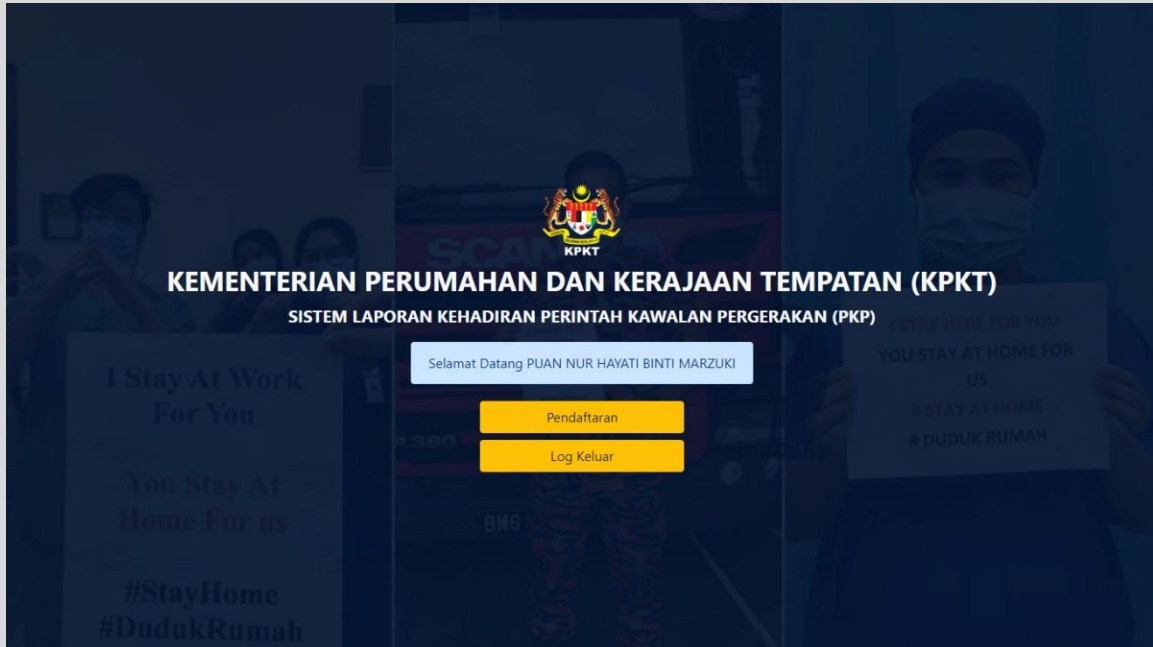 KPKT
KEMENTERIAN PERUMAHAN DAN KERAJAAN TEMPATAN (KPKT)
SISTEM LAPORAN KEHADIRAN PERINTAH KAWALAN PERGERAKAN (PKP)
Selamat Datang PUAN NUR HAYATI BINTI MARZUKI
Pendaftaran
Log Keluar
I Stay At Work
For You
You Stay At
Home For us
#StayHome
#DudukRumah
P 360
BMS
I STAY HERE FOR YOU
YOU STAY AT HOME FOR
US
# STAY AT HOME
# DUDUK RUMAH